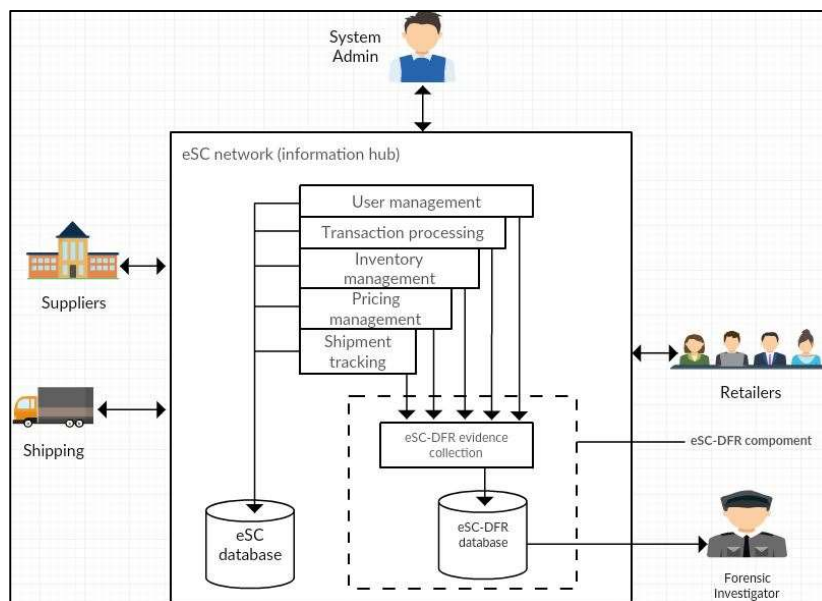 System
Admin
eSC network (information hub)
User management
Transaction processing
Inventory
management
Pricing
management
Shipment
tracking
Suppliers
Shipping
Retailers
eSC-DFR evidence
collection
eSC-DFR compoment
eSC
database
eSC-DFR
database
Forensic
Investigator